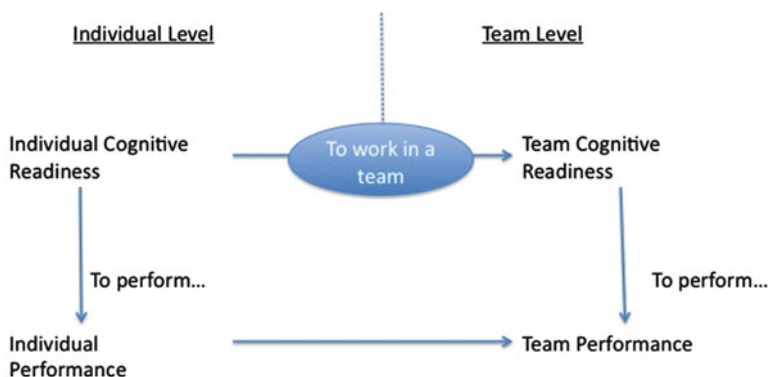 Individual Level
Team Level
Individual Cognitive
Readiness
To work in a
team
Team Cognitive
Readiness
To perform...
To perform...
Individual
Performance
Team Performance